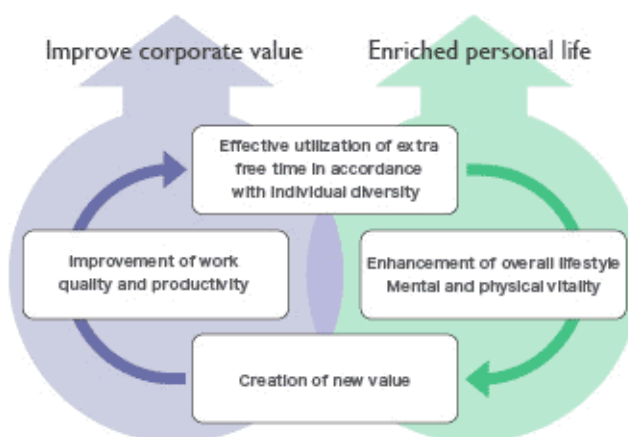 Improve corporate value
Enriched personal life
Effective utilization of extra
free time in accordance
with individual diversity
Improvement of work
quality and productivity
Enhancement of overall lifestyle
Mental and physical vitality
Creation of new value